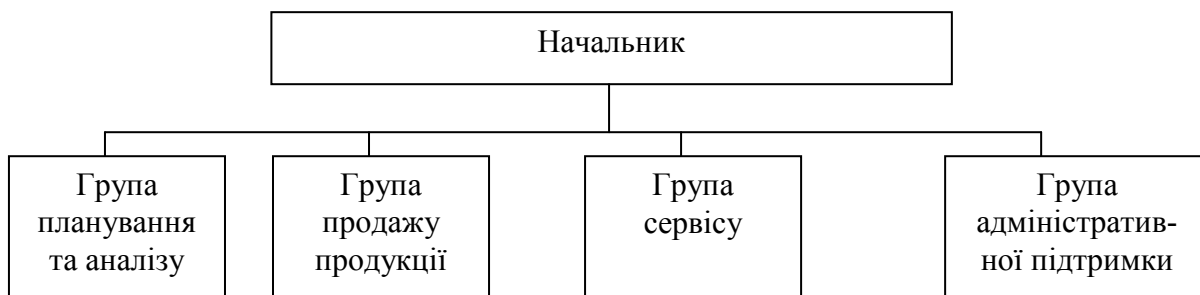 Начальник
Група
планування
та аналізу
Група
продажу
продукції
Група
сервісу
Група
адміністратив-
ної підтримки